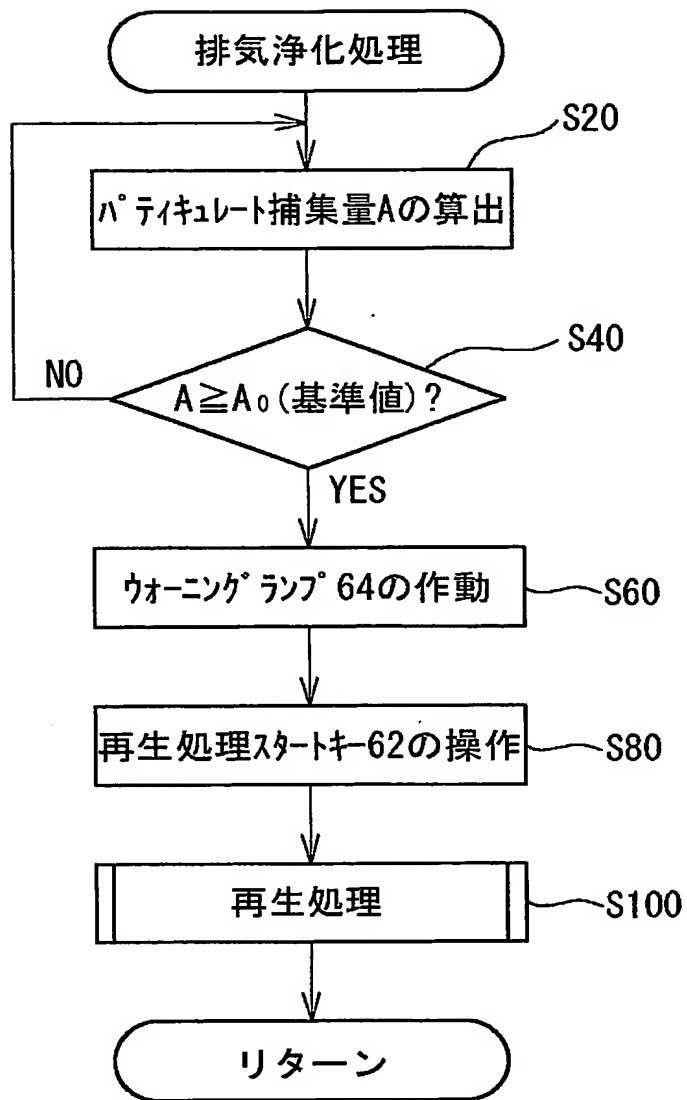 排気浄化処理
S20
ﾊﾟﾃｨｷｭﾚｰﾄ捕集量Aの算出
S40
NO
A≧A₀(基準値)?
YES
ｳｫｰﾆﾝｸﾞﾗﾝﾌﾟ64の作動
S60
再生処理ｽﾀｰﾄｷｰ62の操作
S80
再生処理
S100
リターン